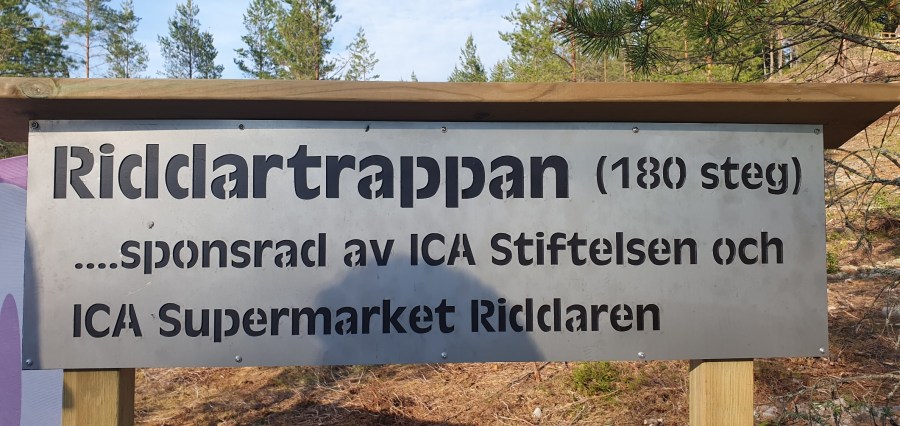 Riddartrappan (180 steg)
....sponsrad av ICA Stiftelsen och
ICA Supermarket Riddaren